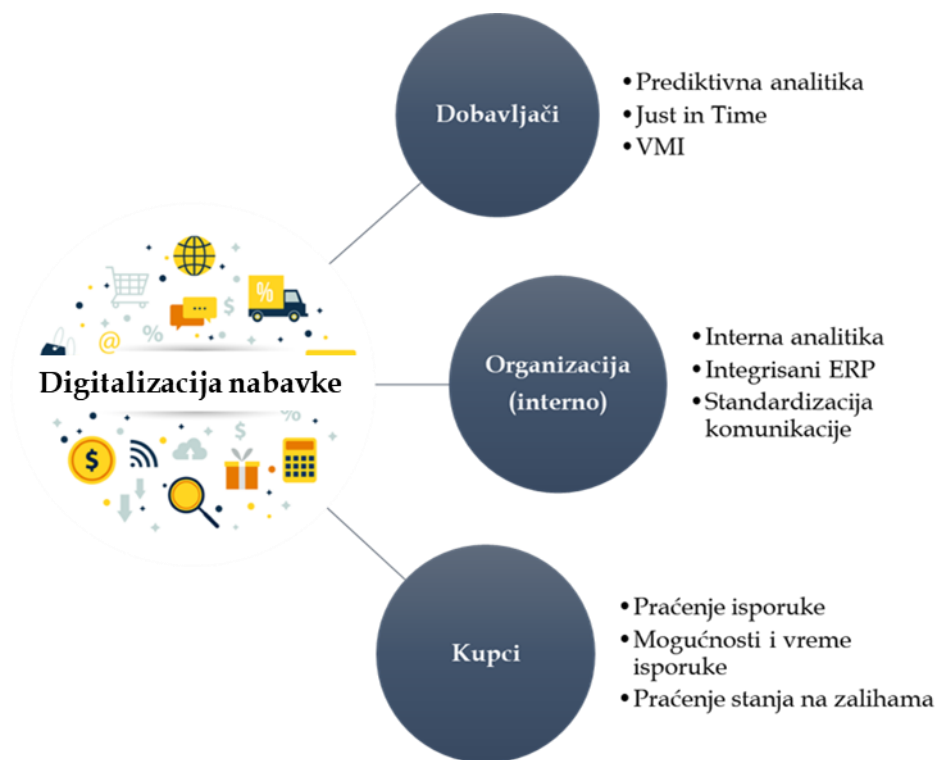 Dobavljači
•Prediktivna analitika
•Just in Time
•VMI
%
$
@
%
Digitalizacija nabavke
Organizacija
(interno)
•Interna analitika
•Integrisani ERP
•Standardizacija
komunikacije
%
$
$
Kupci
•Praćenje isporuke
•Mogućnosti i vreme
isporuke
•Praćenje stanja na zalihama